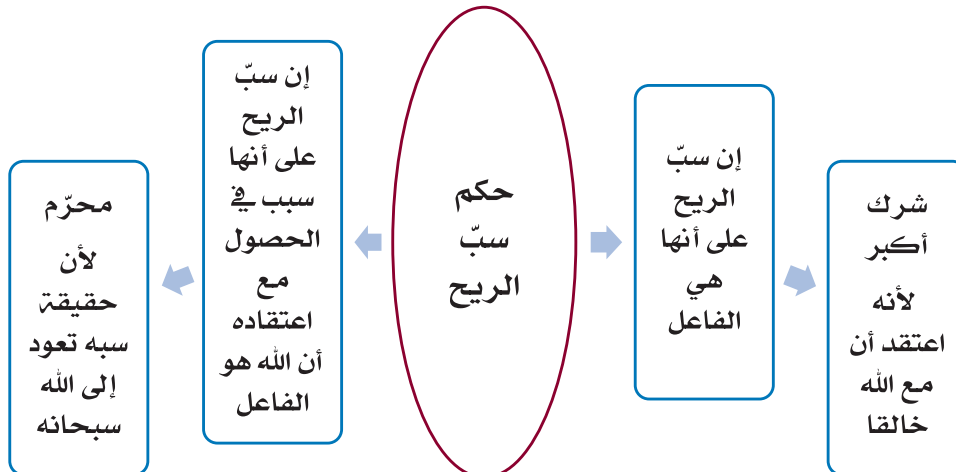 حكم
سبّ
الريح
إن سبّ
الريح
على أنها
هي
الفاعل
شرك
أكبر
لأنه
اعتقد أن
مع الله
خالقا
إن سبّ
الريح
على أنها
سبب في
الحصول
مع
اعتقاده
أن الله هو
الفاعل
محرّم
لأن
حقيقة
سبه تعود
إلى الله
سبحانه